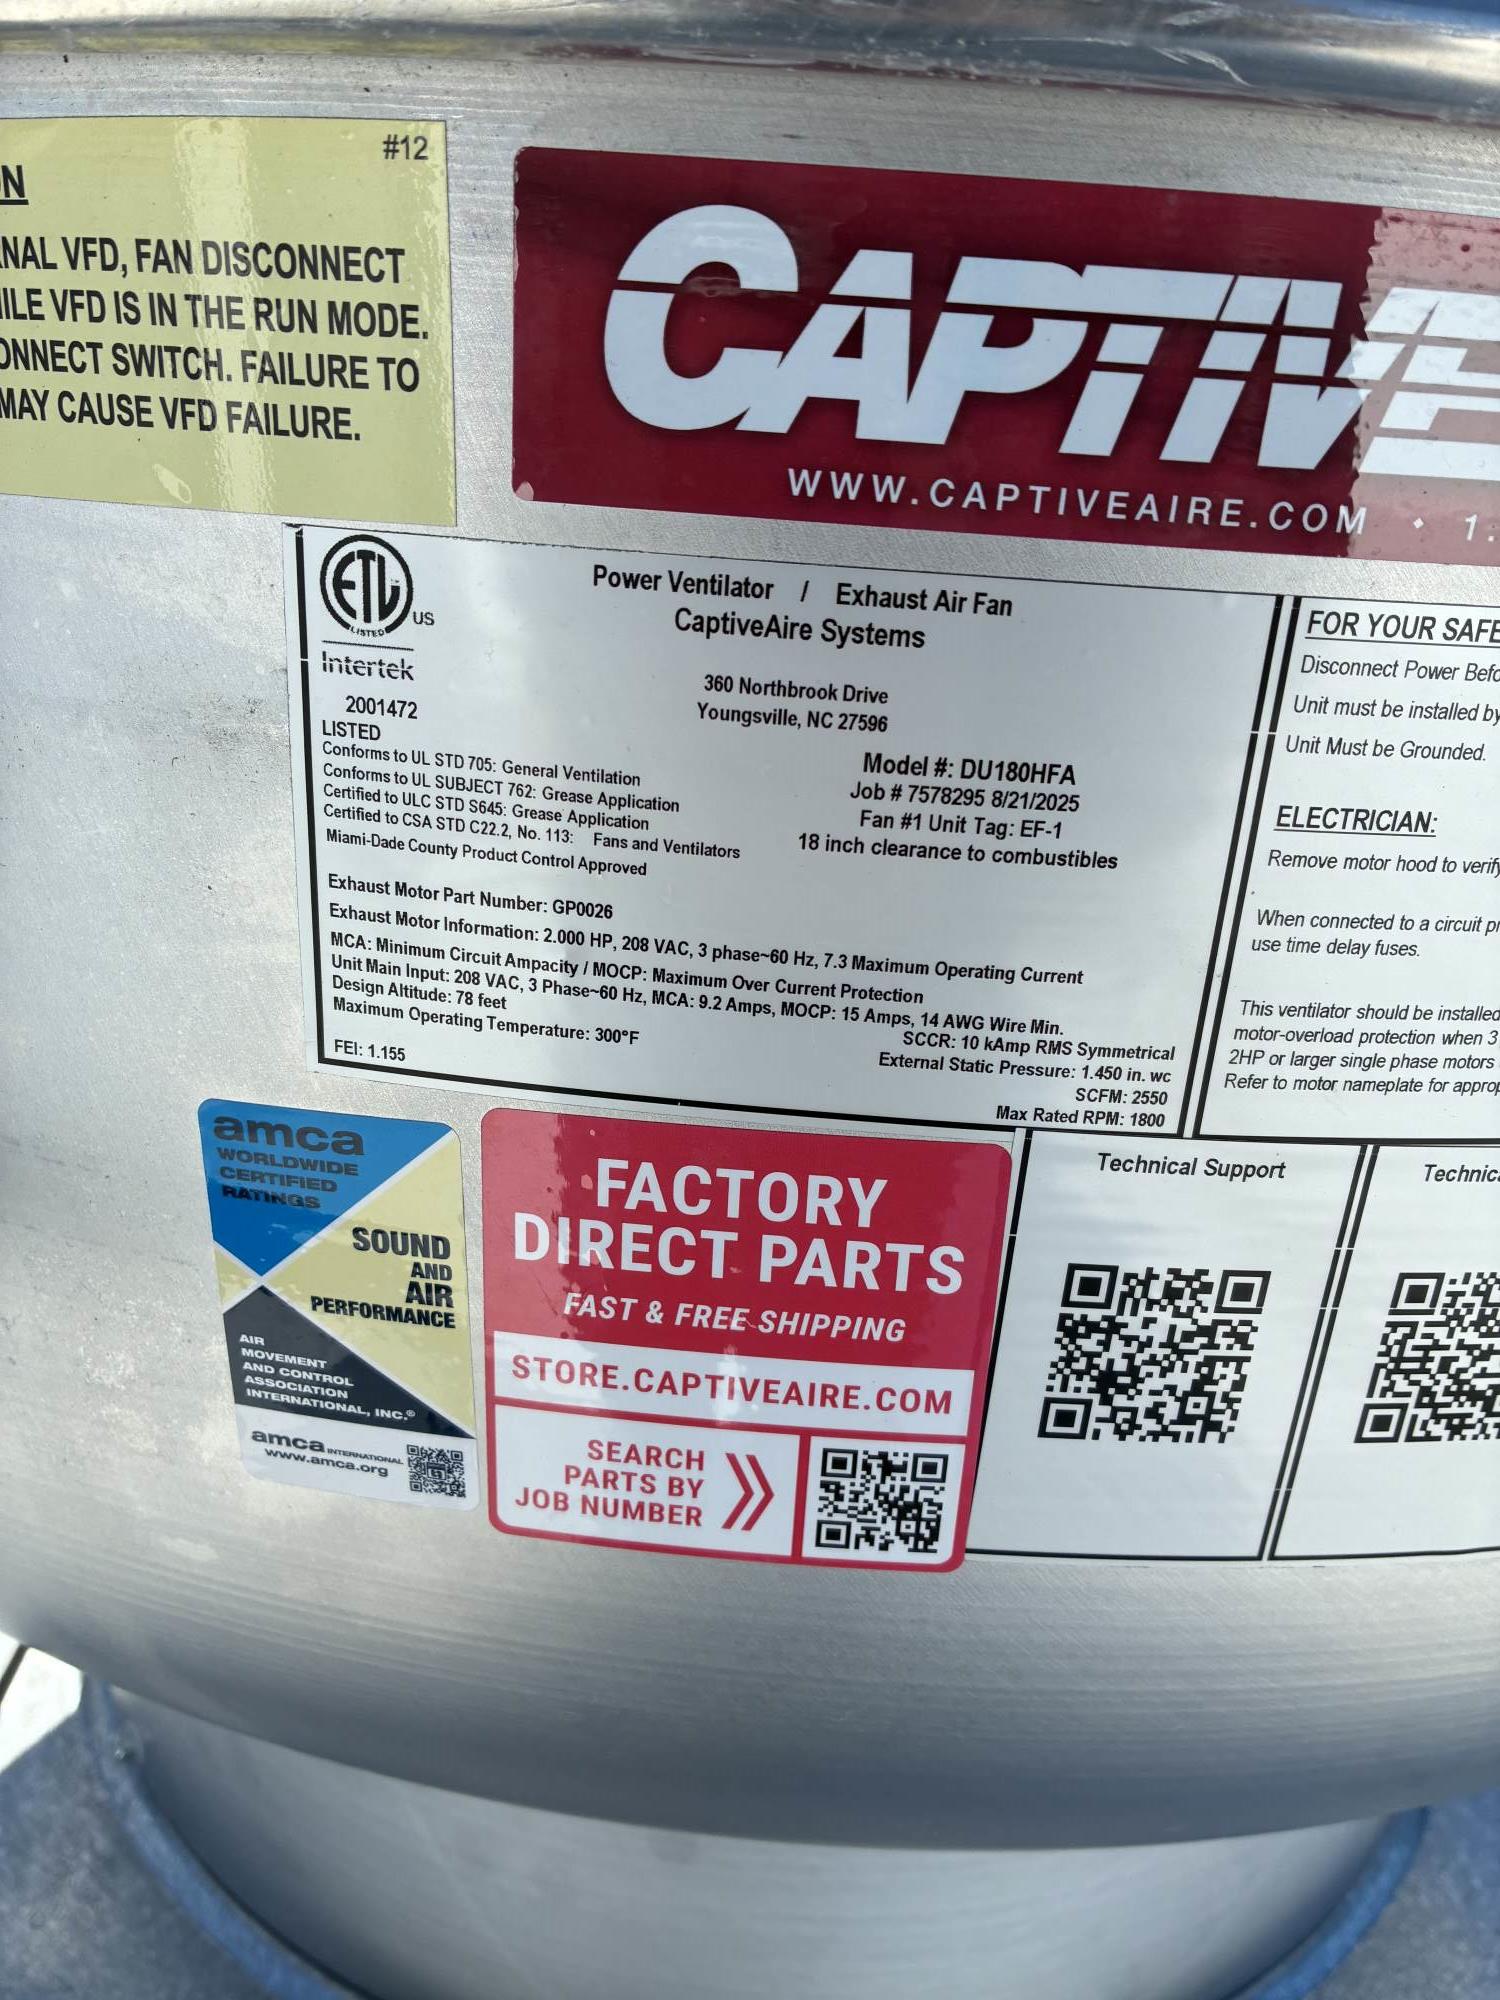 #12
N
NAL VFD, FAN DISCONNECT
ILE VFD IS IN THE RUN MODE.
ONNECT SWITCH. FAILURE TO
MAY CAUSE VFD FAILURE.
CAPTIVE
WWW.CAPTIVEAIRE.COM • 1.
ETL
LISTED
US
Intertek
2001472
LISTED
Conforms to UL STD 705: General Ventilation
Conforms to UL SUBJECT 762: Grease Application
Certified to ULC STD S645: Grease Application
Certified to CSA STD C22.2, No. 113: Fans and Ventilators
Miami-Dade County Product Control Approved
Power Ventilator / Exhaust Air Fan
CaptiveAire Systems
360 Northbrook Drive
Youngsville, NC 27596
Model #: DU180HFA
Job # 7578295 8/21/2025
Fan #1 Unit Tag: EF-1
18 inch clearance to combustibles
Exhaust Motor Part Number: GP0026
Exhaust Motor Information: 2.000 HP, 208 VAC, 3 phase~60 Hz, 7.3 Maximum Operating Current
MCA: Minimum Circuit Ampacity / MOCP: Maximum Over Current Protection
Unit Main Input: 208 VAC, 3 Phase~60 Hz, MCA: 9.2 Amps, MOCP: 15 Amps, 14 AWG Wire Min.
Design Altitude: 78 feet
Maximum Operating Temperature: 300°F
SCCR: 10 kAmp RMS Symmetrical
External Static Pressure: 1.450 in. wc
SCFM: 2550
Max Rated RPM: 1800
FEI: 1.155
FOR YOUR SAFE
Disconnect Power Befo
Unit must be installed by
Unit Must be Grounded.
ELECTRICIAN:
Remove motor hood to verify
When connected to a circuit pr
use time delay fuses.
This ventilator should be installed
motor-overload protection when 3
2HP or larger single phase motors
Refer to motor nameplate for approp
amca
WORLDWIDE
CERTIFIED
RATINGS
SOUND
AND
AIR
PERFORMANCE
AIR
MOVEMENT
AND CONTROL
ASSOCIATION
INTERNATIONAL, INC.®
amca INTERNATIONAL
www.amca.org
FACTORY
DIRECT PARTS
FAST & FREE SHIPPING
STORE.CAPTIVEAIRE.COM
SEARCH
PARTS BY
JOB NUMBER
Technical Support
Technic